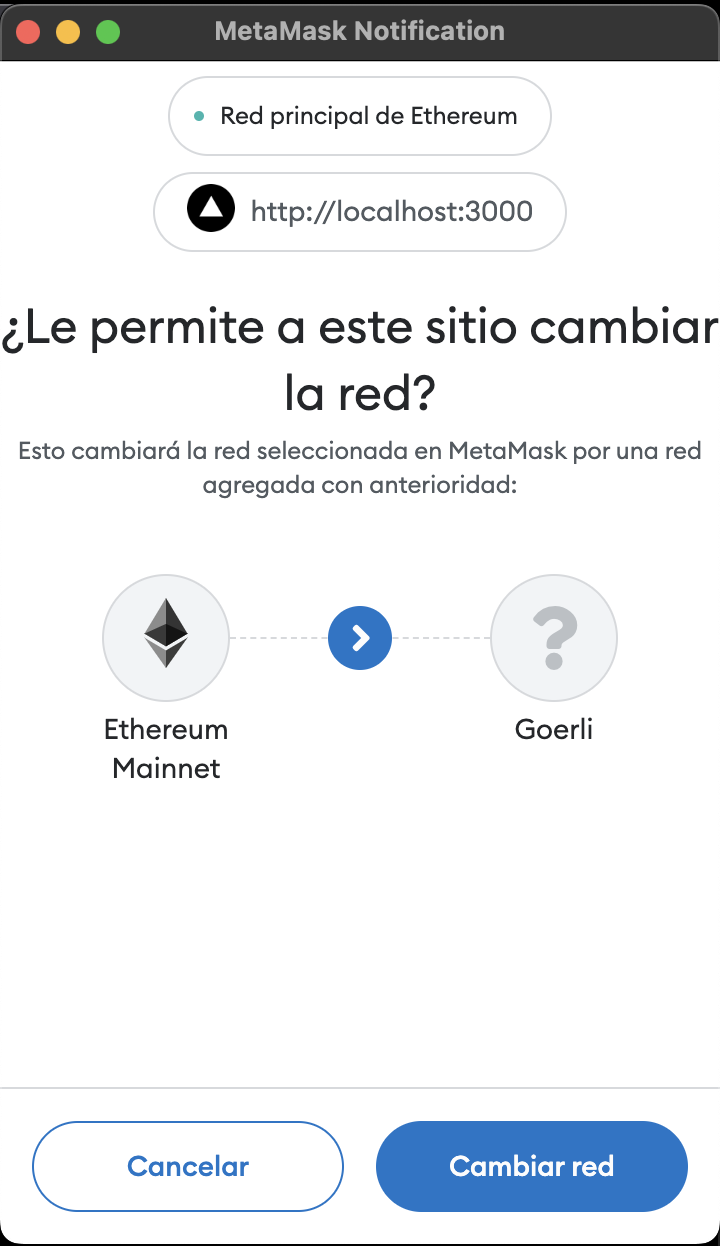 MetaMask Notification
Red principal de Ethereum
http://localhost:3000
¿Le permite a este sitio cambiar
la red?
Esto cambiará la red seleccionada en MetaMask por una red
agregada con anterioridad:
?
Ethereum
Mainnet
Goerli
Cancelar
Cambiar red